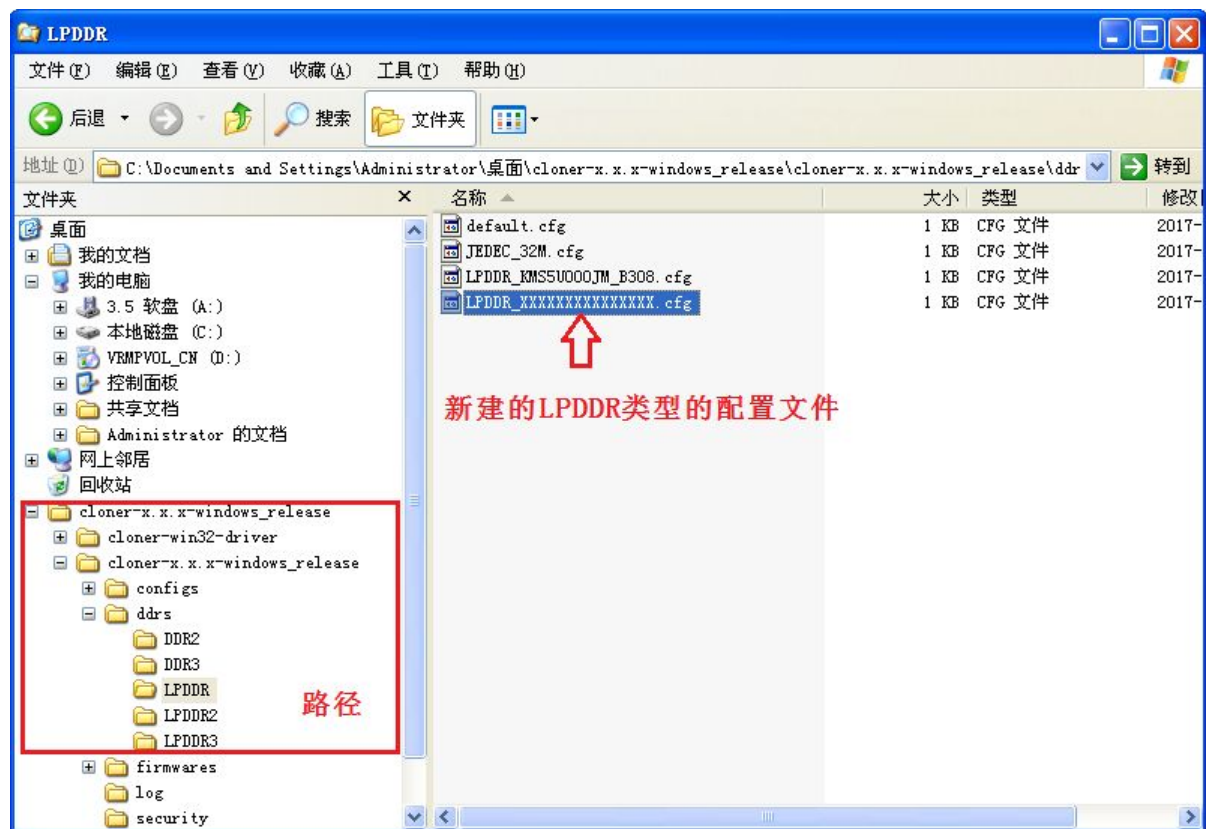 LPDDR
文件(F) 编辑(E) 查看(V) 收藏(A) 工具(T) 帮助(H)
后退 搜索 文件夹
地址(D) C:\Documents and Settings\Administrator\桌面\cloner-x.x.x-windows_release\cloner-x.x.x-windows_release\ddr 转到
文件夹 × 名称 大小 类型 修改
桌面
我的文档
我的电脑
3.5 软盘 (A:)
本地磁盘 (C:)
VRMPVOL_CN (D:)
控制面板
共享文档
Administrator 的文档
网上邻居
回收站
cloner-x.x.x-windows_release
cloner-win32-driver
cloner-x.x.x-windows_release
configs
ddrs
DDR2
DDR3
LPDDR
LPDDR2
LPDDR3
路径
firmwares
log
security
default.cfg 1 KB CFG 文件 2017-
JEDEC_32M.cfg 1 KB CFG 文件 2017-
LPDDR_KMS5U000JM_B308.cfg 1 KB CFG 文件 2017-
LPDDR_XXXXXXXXXXXXXXX.cfg 1 KB CFG 文件 2017-
新建的LPDDR类型的配置文件